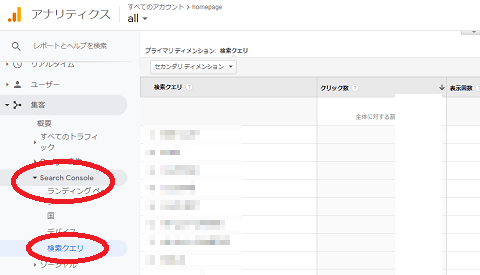 アナリティクス
すべてのアカウント > homepage
all
レポートとヘルプを検索
リアルタイム
ユーザー
集客
概要
すべてのトラフィ
ック
Search Console
ランディング ペー
国
デバイス
検索クエリ
ソーシャル
プライマリ ディメンション: 検索クエリ
セカンダリ ディメンション
検索クエリ ?
クリック数 ?
表示回数 ?
全体に対する割